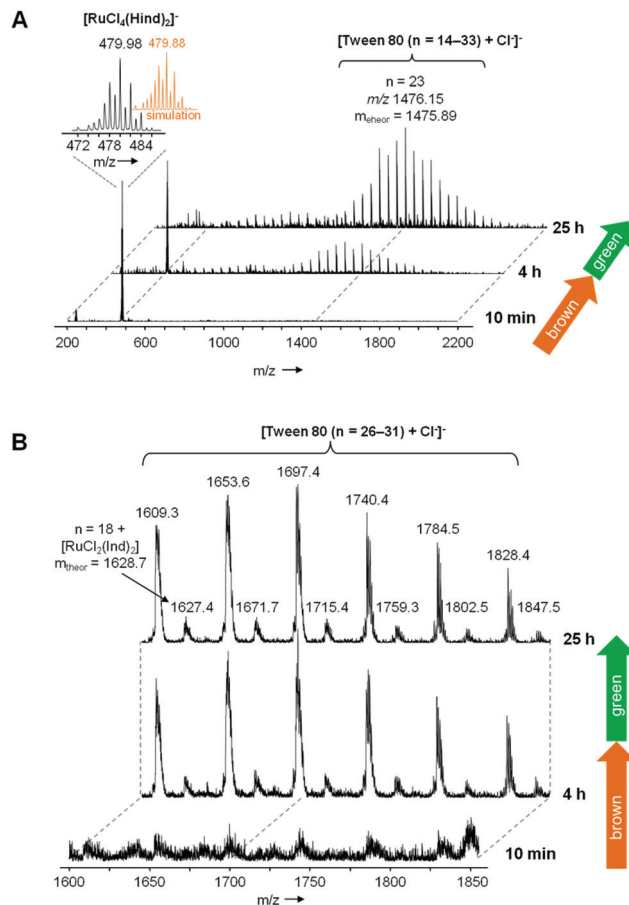 A
[RuCl₄(Hind)₂]⁻
479.98
479.88
simulation
472 478 484
m/z
[Tween 80 (n = 14–33) + Cl⁻]⁻
n = 23
m/z 1476.15
mₑₕₑₒᵣ = 1475.89
25 h
4 h
10 min
green
brown
200 600 1000 1400 1800 2200
m/z
B
[Tween 80 (n = 26–31) + Cl⁻]⁻
1609.3 1653.6 1697.4 1740.4 1784.5 1828.4
n = 18 +
[RuCl₂(Ind)₂]
mₜₕₑₒᵣ = 1628.7
1627.4 1671.7 1715.4 1759.3 1802.5 1847.5
25 h
4 h
10 min
green
brown
1600 1650 1700 1750 1800 1850
m/z